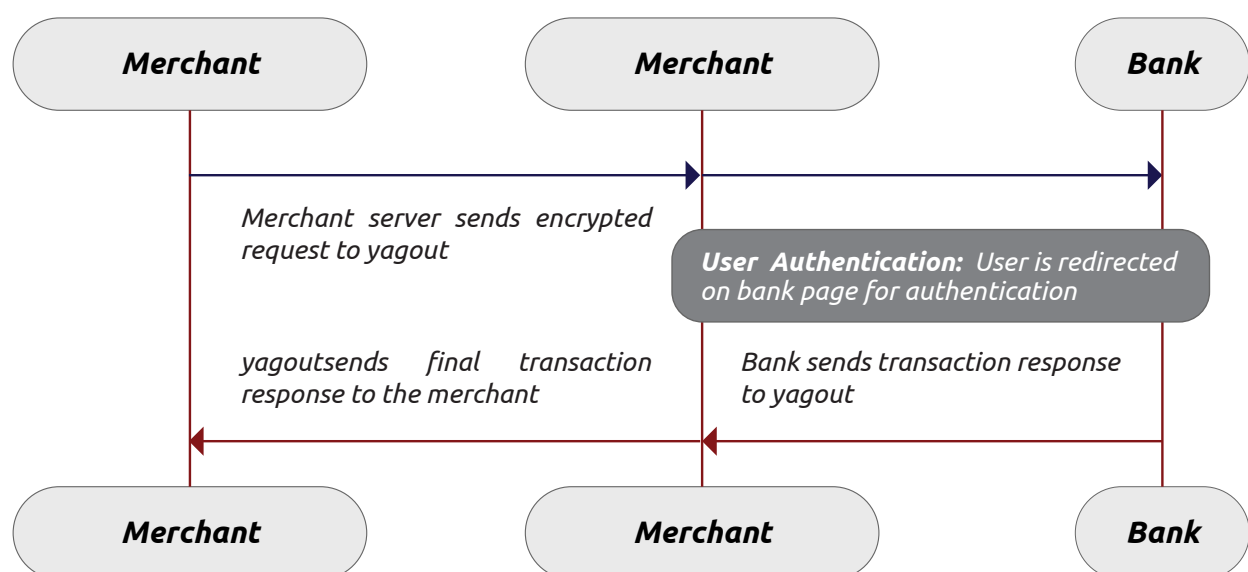 Merchant
Merchant
Bank
Merchant server sends encrypted
request to yagout
User Authentication: User is redirected
on bank page for authentication
yagoutsends final transaction
response to the merchant
Bank sends transaction response
to yagout
Merchant
Merchant
Bank